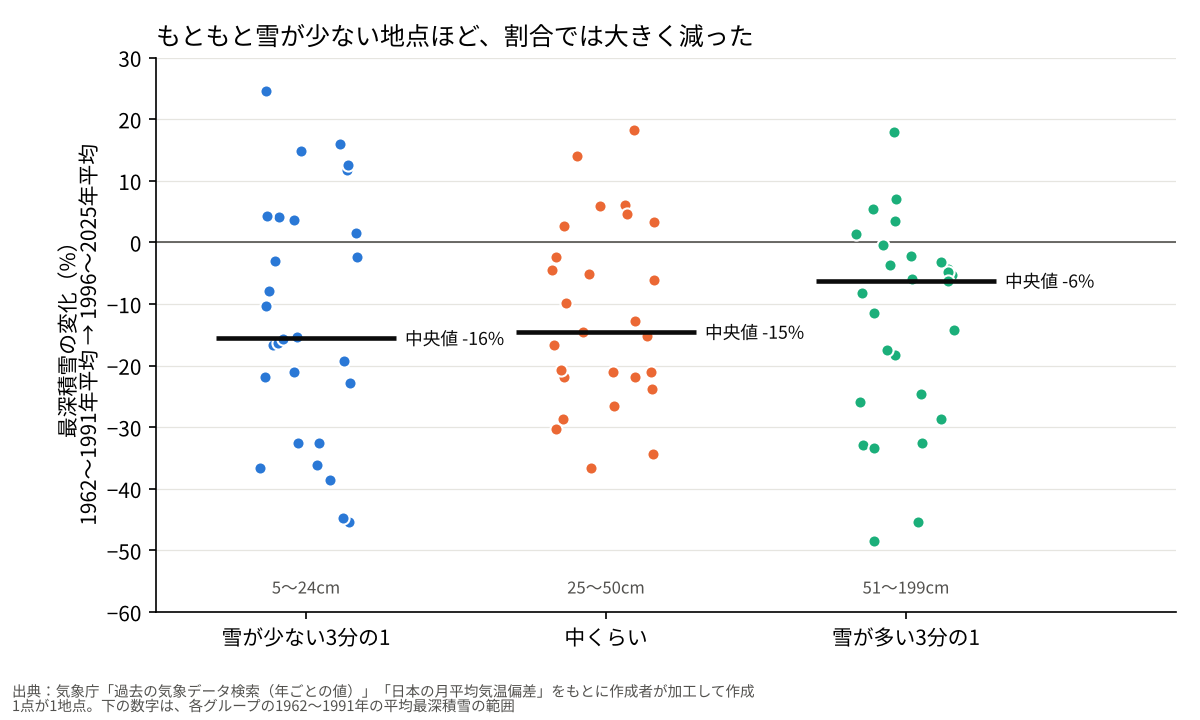 もともと雪が少ない地点ほど、割合では大きく減った
最深積雪の変化（%）
1962～1991年平均 → 1996～2025年平均
30
20
10
0
−10
−20
−30
−40
−50
−60
中央値 -16%
中央値 -15%
中央値 -6%
5～24cm
25～50cm
51～199cm
雪が少ない3分の1
中くらい
雪が多い3分の1
出典：気象庁「過去の気象データ検索（年ごとの値）」「日本の月平均気温偏差」をもとに作成者が加工して作成
1点が1地点。下の数字は、各グループの1962～1991年の平均最深積雪の範囲